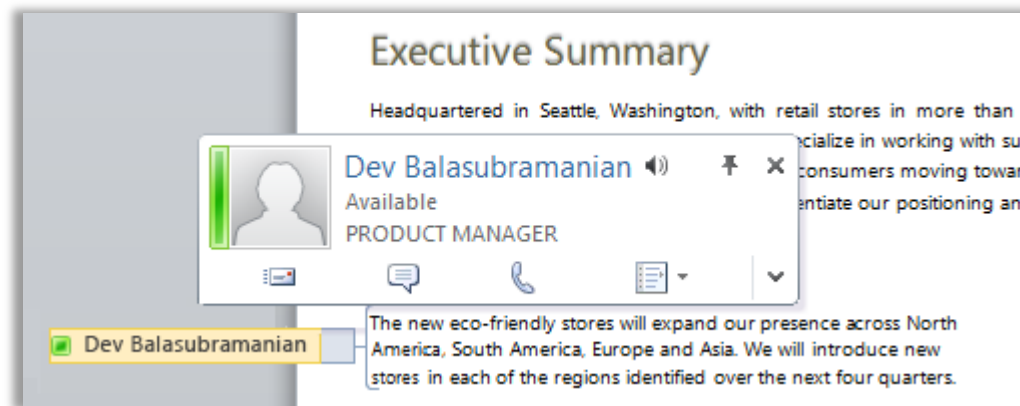 Executive Summary
Headquartered in Seattle, Washington, with retail stores in more than
Dev Balasubramanian
Available
PRODUCT MANAGER
consumers moving
The new eco-friendly stores will expand our presence across North
Dev Balasubramanian
America, South America, Europe and Asia. We will introduce new
stores in each of the regions identified over the next four quarters.